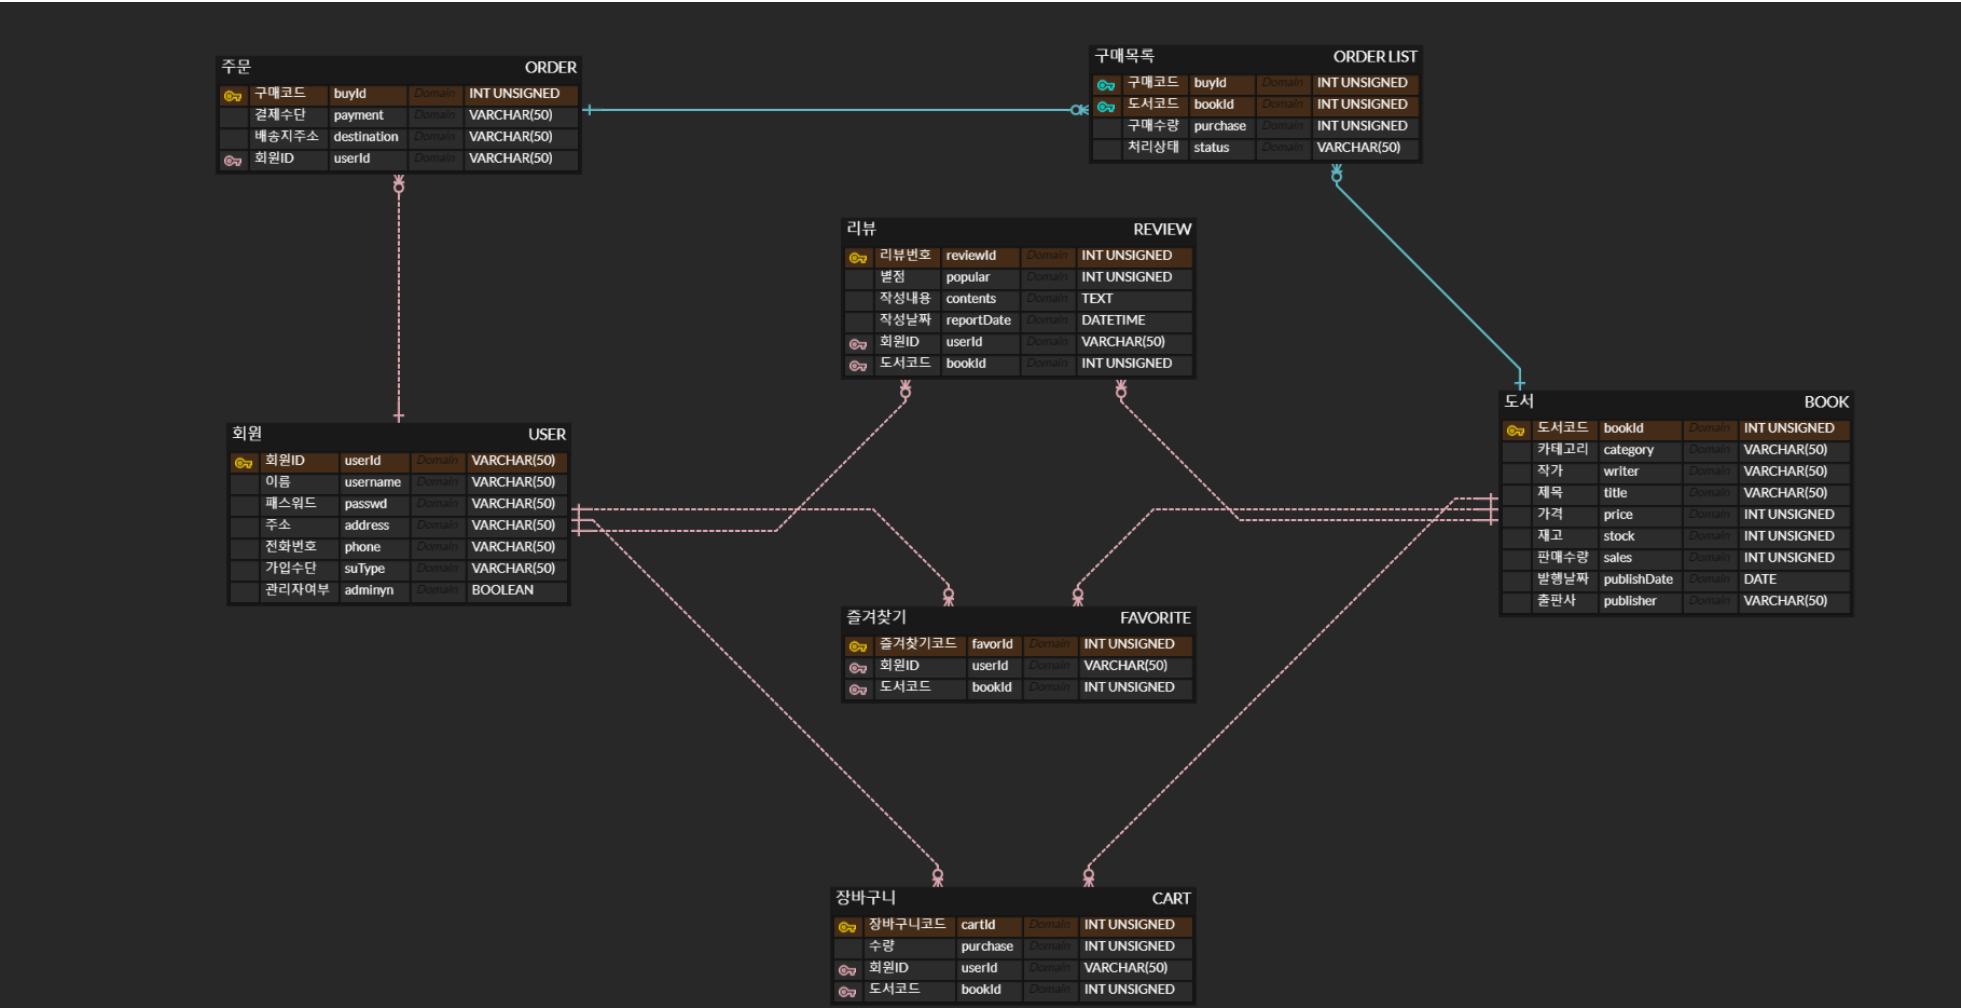 주문 ORDER
구매코드 buyId Domain INT UNSIGNED
결제수단 payment Domain VARCHAR(50)
배송지주소 destination Domain VARCHAR(50)
회원ID userId Domain VARCHAR(50)
구매목록 ORDER LIST
구매코드 buyId Domain INT UNSIGNED
도서코드 bookId Domain INT UNSIGNED
구매수량 purchase Domain INT UNSIGNED
처리상태 status Domain VARCHAR(50)
리뷰 REVIEW
리뷰번호 reviewId Domain INT UNSIGNED
별점 popular Domain INT UNSIGNED
작성내용 contents Domain TEXT
작성날짜 reportDate Domain DATETIME
회원ID userId Domain VARCHAR(50)
도서코드 bookId Domain INT UNSIGNED
회원 USER
회원ID userId Domain VARCHAR(50)
이름 username Domain VARCHAR(50)
패스워드 passwd Domain VARCHAR(50)
주소 address Domain VARCHAR(50)
전화번호 phone Domain VARCHAR(50)
가입수단 suType Domain VARCHAR(50)
관리자여부 adminyn Domain BOOLEAN
도서 BOOK
도서코드 bookId Domain INT UNSIGNED
카테고리 category Domain VARCHAR(50)
작가 writer Domain VARCHAR(50)
제목 title Domain VARCHAR(50)
가격 price Domain INT UNSIGNED
재고 stock Domain INT UNSIGNED
판매수량 sales Domain INT UNSIGNED
발행날짜 publishDate Domain DATE
출판사 publisher Domain VARCHAR(50)
즐겨찾기 FAVORITE
즐겨찾기코드 favorId Domain INT UNSIGNED
회원ID userId Domain VARCHAR(50)
도서코드 bookId Domain INT UNSIGNED
장바구니 CART
장바구니코드 cartId Domain INT UNSIGNED
수량 purchase Domain INT UNSIGNED
회원ID userId Domain VARCHAR(50)
도서코드 bookId Domain INT UNSIGNED